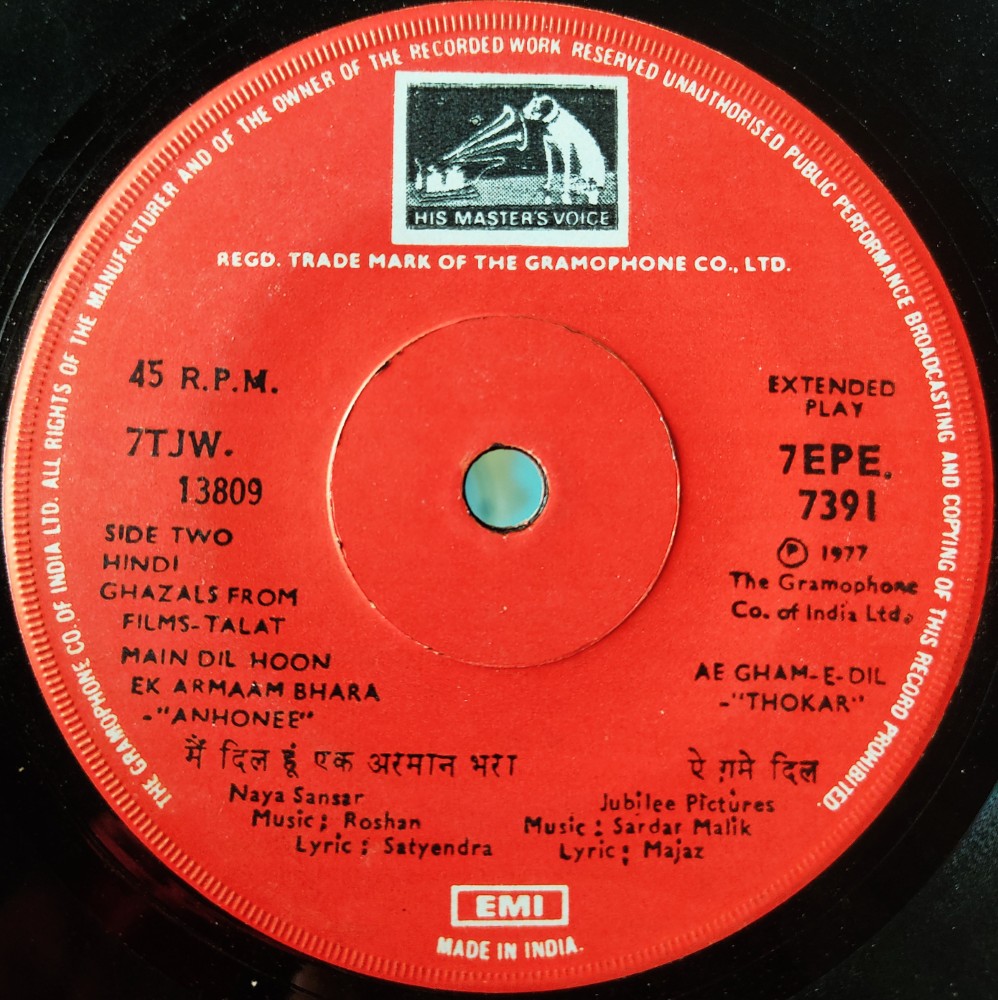 THE GRAMOPHONE CO. OF INDIA LTD. ALL RIGHTS OF THE MANUFACTURER AND OF THE OWNER OF THE RECORDED WORK RESERVED UNAUTHORISED PUBLIC PERFORMANCE BROADCASTING AND COPYING OF THIS RECORD PROHIBITED.
HIS MASTER'S VOICE
REGD. TRADE MARK OF THE GRAMOPHONE CO., LTD.
45 R.P.M.
7TJW.
13809
SIDE TWO
HINDI
GHAZALS FROM
FILMS-TALAT
MAIN DIL HOON
EK ARMAAM BHARA
-"ANHONEE"
मैं दिल हूं एक अरमान भरा
Naya Sansar
Music: Roshan
Lyric: Satyendra
EXTENDED
PLAY
7EPE.
7391
Ⓟ 1977
The Gramophone
Co. of India Ltd.
AE GHAM-E-DIL
-"THOKAR"
ऐ ग़मे दिल
Jubilee Pictures
Music: Sardar Malik
Lyric: Majaz
EMI
MADE IN INDIA.